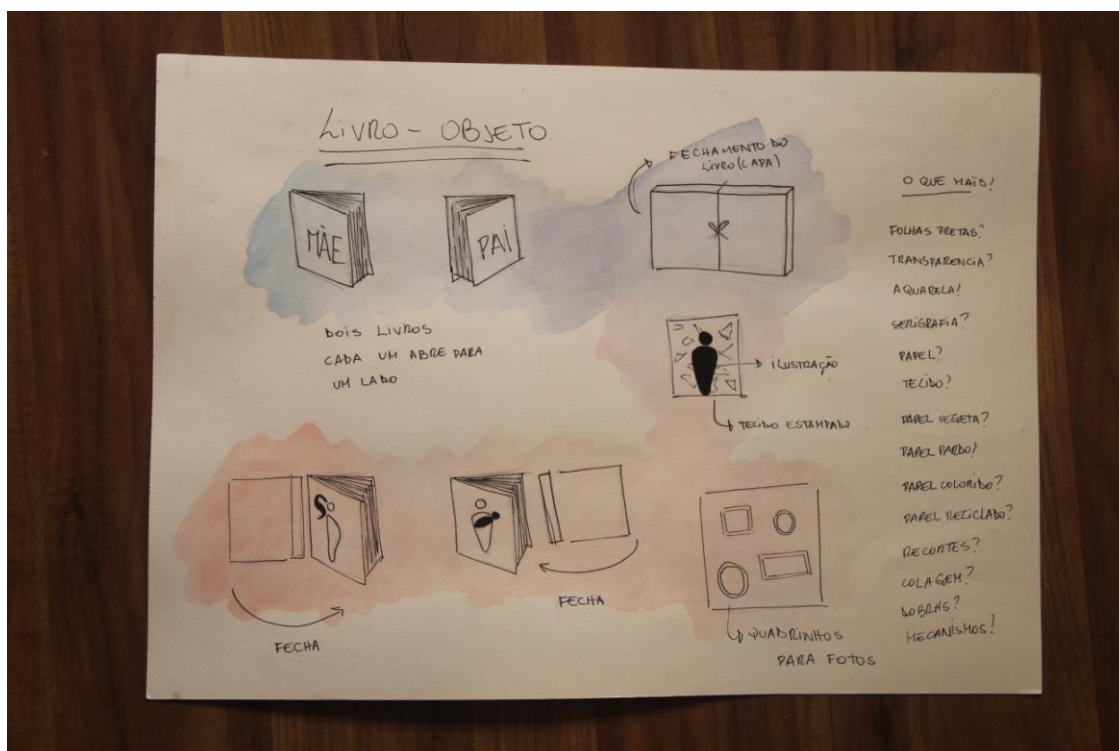 LIVRO - OBJETO
MÃE
PAI
DOIS LIVROS
CADA UM ABRE PARA
UM LADO
FECHAMENTO DO
LIVRO (CAPA)
ILUSTRAÇÃO
TECIDO ESTAMPADO
FECHA
FECHA
QUADRINHOS
PARA FOTOS
O QUE MAIS?
FOLHAS PRETAS?
TRANSPARENCIA?
AQUARELA?
SERIGRAFIA?
PAPEL?
TECIDO?
PAPEL VEGETA?
PAPEL PARDO?
PAPEL COLORIDO?
PAPEL RECICLADO?
RECORTES?
COLAGEM?
DOBRAS?
MECANISMOS?